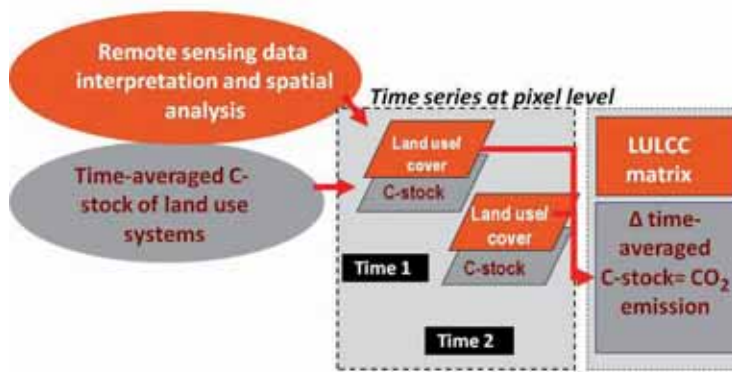 Remote sensing data
interpretation and spatial
analysis
Time-averaged C-
stock of land use
systems
Time series at pixel level
Land use/
cover
C-stock
Time 1
Land use/
cover
C-stock
Time 2
LULCC
matrix
Δ time-
averaged
C-stock= CO₂
emission